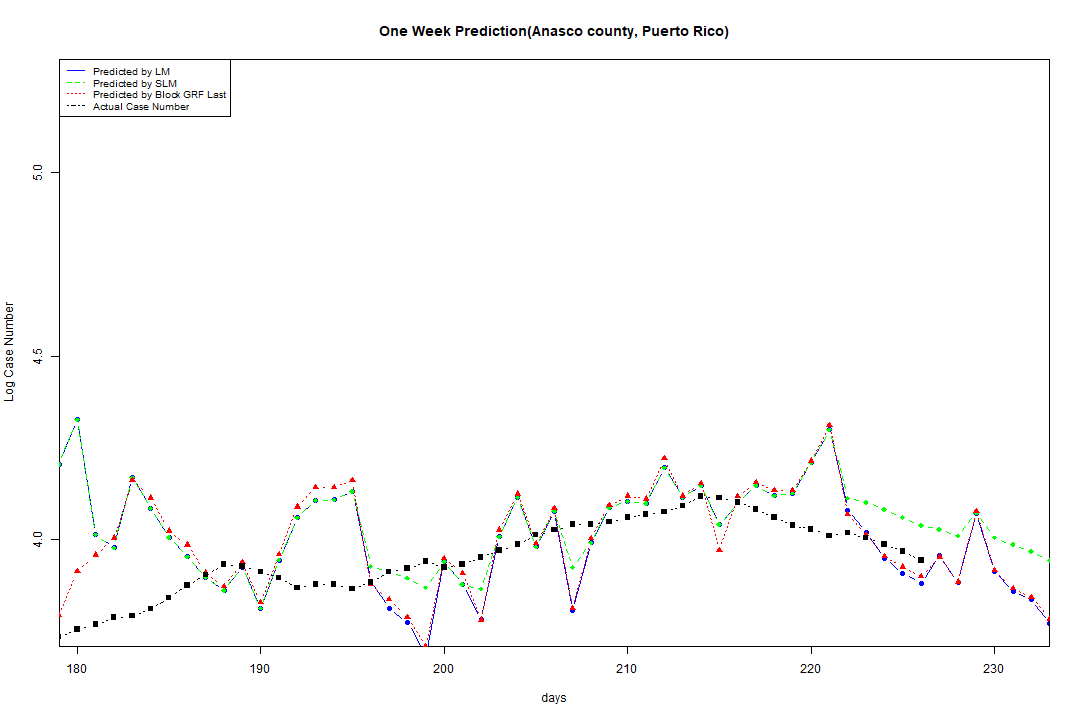 One Week Prediction(Anasco county, Puerto Rico)
Predicted by LM
Predicted by SLM
Predicted by Block GRF Last
Actual Case Number
5.0
4.5
4.0
Log Case Number
180 190 200 210 220 230
days